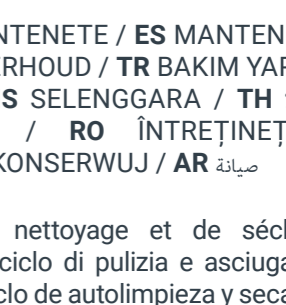 NTENETE / ES MANTEN
ERHOUD / TR BAKIM YAP
S SELENGGARA / TH
/ RO ÎNTREȚINEȚ
KONSERWUJ / AR صيانة
nettoyage et de séch
ciclo di pulizia e asciuga
clo de autolimpieza y seca